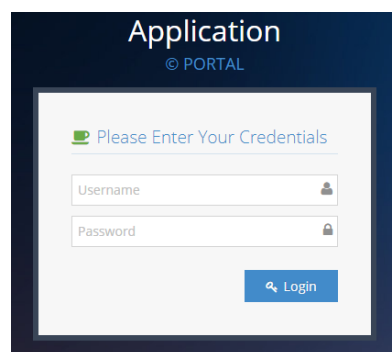 Application
© PORTAL
Please Enter Your Credentials
Username
Password
Login